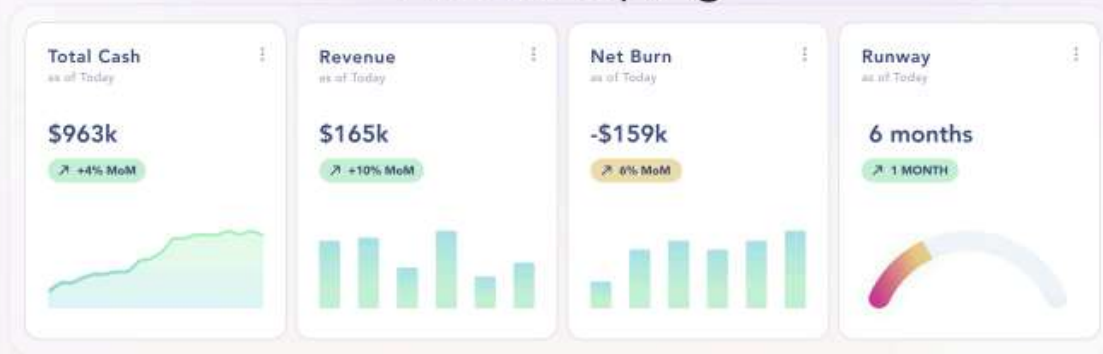 Total Cash
as of Today
$963k
+4% MoM
Revenue
as of Today
$165k
+10% MoM
Net Burn
as of Today
-$159k
6% MoM
Runway
as of Today
6 months
1 MONTH